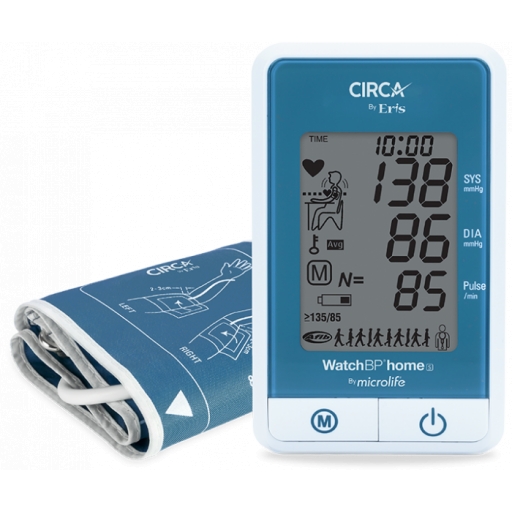 CIRCA
By Eris
TIME
10:00
138
SYS
mmHg
86
DIA
mmHg
Avg
M
N=
85
Pulse
/min
≥135/85
Afib
WatchBP home S
By microlife
M
CIRCA
by Eris
LEFT
RIGHT